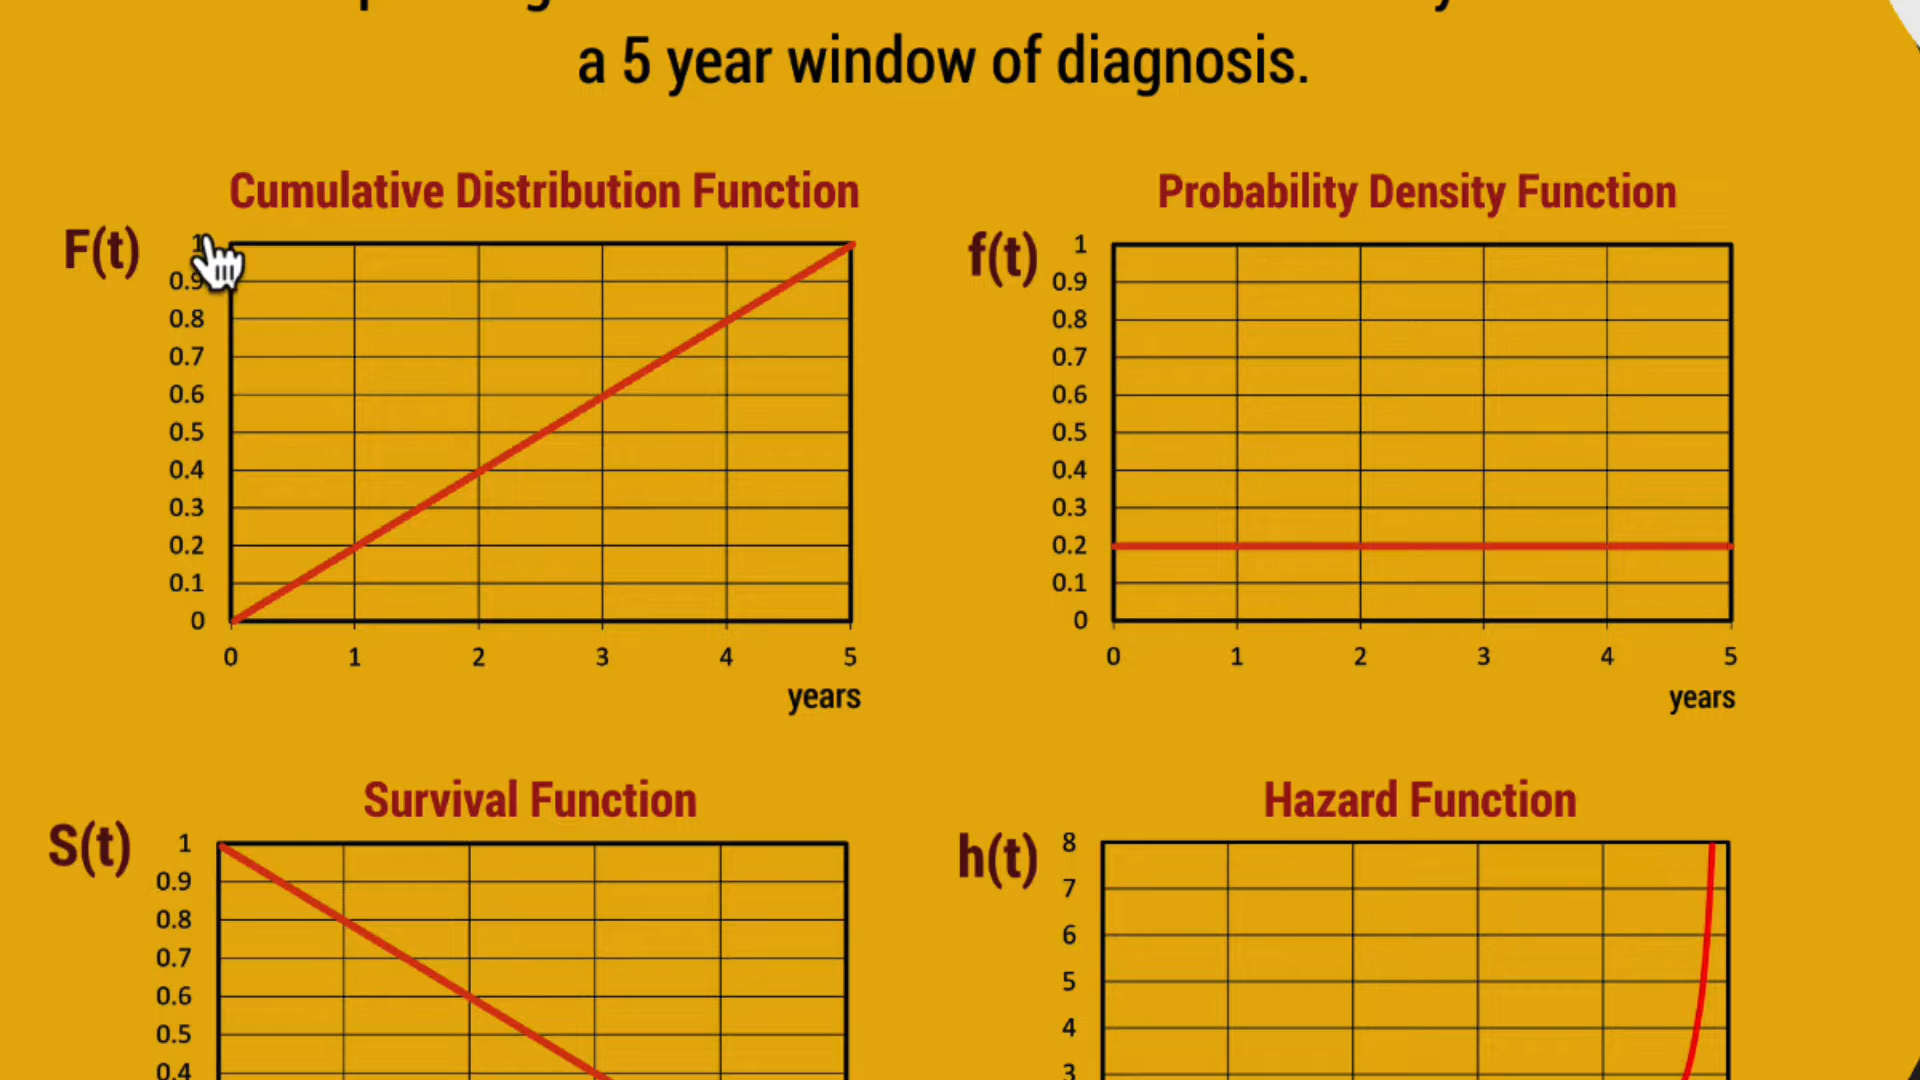 a 5 year window of diagnosis.
Cumulative Distribution Function
F(t)
1
0.9
0.8
0.7
0.6
0.5
0.4
0.3
0.2
0.1
0
0 1 2 3 4 5
years
Probability Density Function
f(t)
1
0.9
0.8
0.7
0.6
0.5
0.4
0.3
0.2
0.1
0
0 1 2 3 4 5
years
Survival Function
S(t)
1
0.9
0.8
0.7
0.6
0.5
0.4
Hazard Function
h(t)
8
7
6
5
4
3